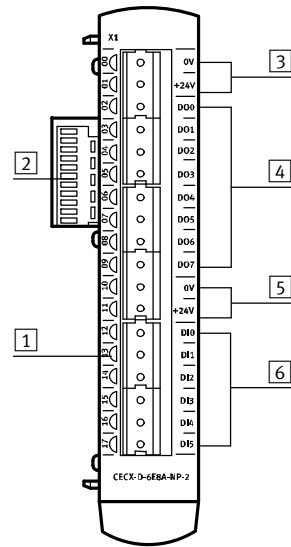 X1
00 0V 3
01 +24V
02 DO0
03 DO1
04 DO2
2 05 DO3 4
06 DO4
07 DO5
08 DO6
09 DO7
10 0V 5
11 +24V
12 DI0
1 13 DI1
14 DI2 6
15 DI3
16 DI4
17 DI5
CECX-D-6E8A-NP-2